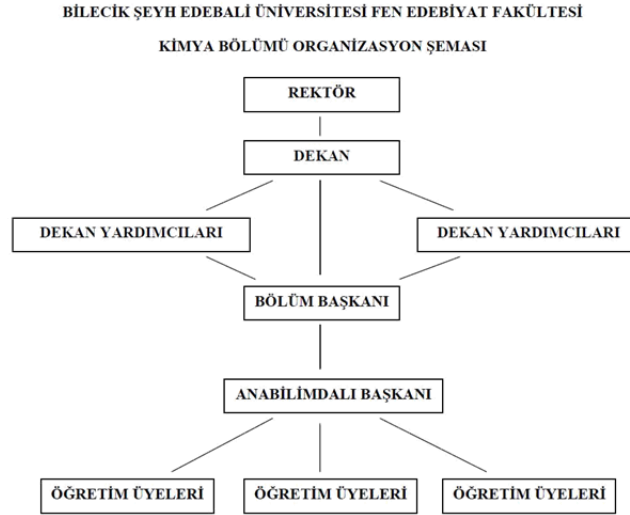 BİLECİK ŞEYH EDEBALİ ÜNİVERSİTESİ FEN EDEBİYAT FAKÜLTESİ
KİMYA BÖLÜMÜ ORGANİZASYON ŞEMASI
REKTÖR
DEKAN
DEKAN YARDIMCILARI
DEKAN YARDIMCILARI
BÖLÜM BAŞKANI
ANABİLİMDALI BAŞKANI
ÖĞRETİM ÜYELERİ
ÖĞRETİM ÜYELERİ
ÖĞRETİM ÜYELERİ